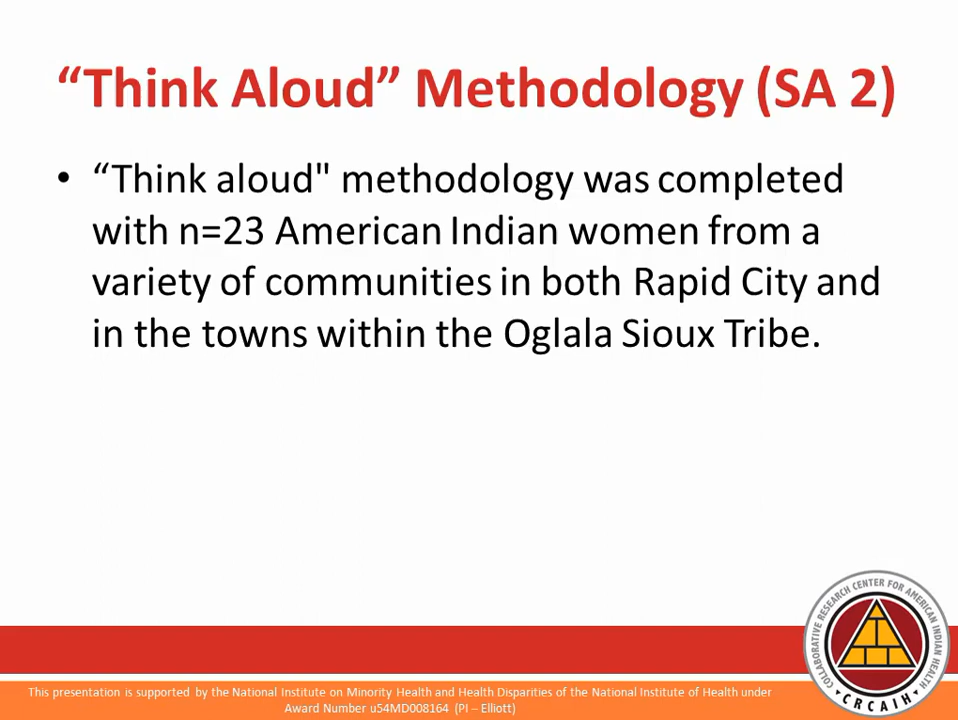 “Think Aloud” Methodology (SA 2)
• “Think aloud" methodology was completed
with n=23 American Indian women from a
variety of communities in both Rapid City and
in the towns within the Oglala Sioux Tribe.
COLLABORATIVE RESEARCH CENTER FOR AMERICAN INDIAN HEALTH
CRCAIH
This presentation is supported by the National Institute on Minority Health and Health Disparities of the National Institute of Health under
Award Number u54MD008164 (PI – Elliott)